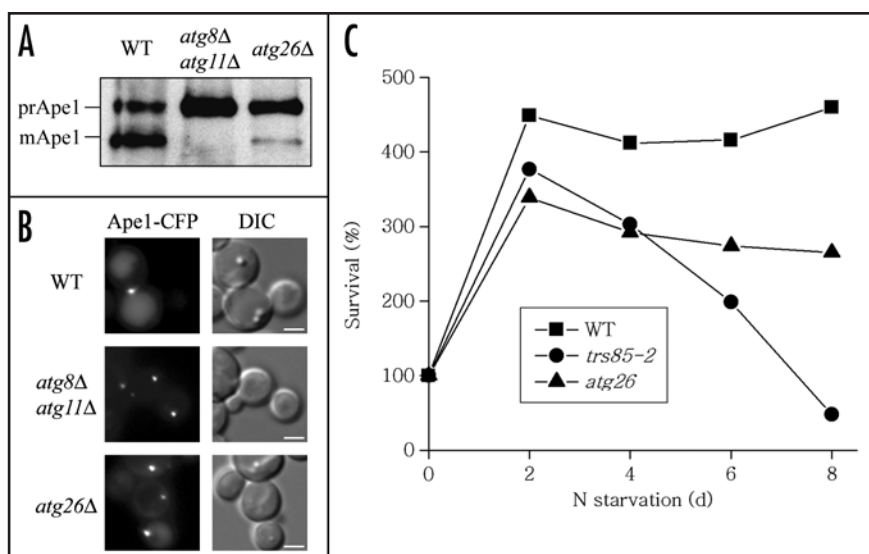 A
WT
atg8Δ
atg11Δ
atg26Δ
prApe1
mApe1
B
Ape1-CFP
DIC
WT
atg8Δ
atg11Δ
atg26Δ
C
500
400
300
200
100
0
Survival (%)
WT
trs85-2
atg26
0 2 4 6 8
N starvation (d)